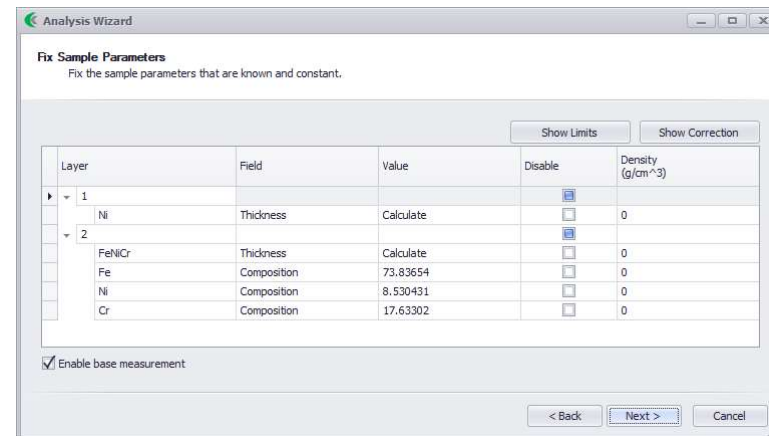 Analysis Wizard
Fix Sample Parameters
Fix the sample parameters that are known and constant.
Show Limits Show Correction
Layer Field Value Disable Density (g/cm^3)
1
Ni Thickness Calculate 0
2
FeNiCr Thickness Calculate 0
Fe Composition 73.83654 0
Ni Composition 8.530431 0
Cr Composition 17.63302 0
Enable base measurement
< Back Next > Cancel